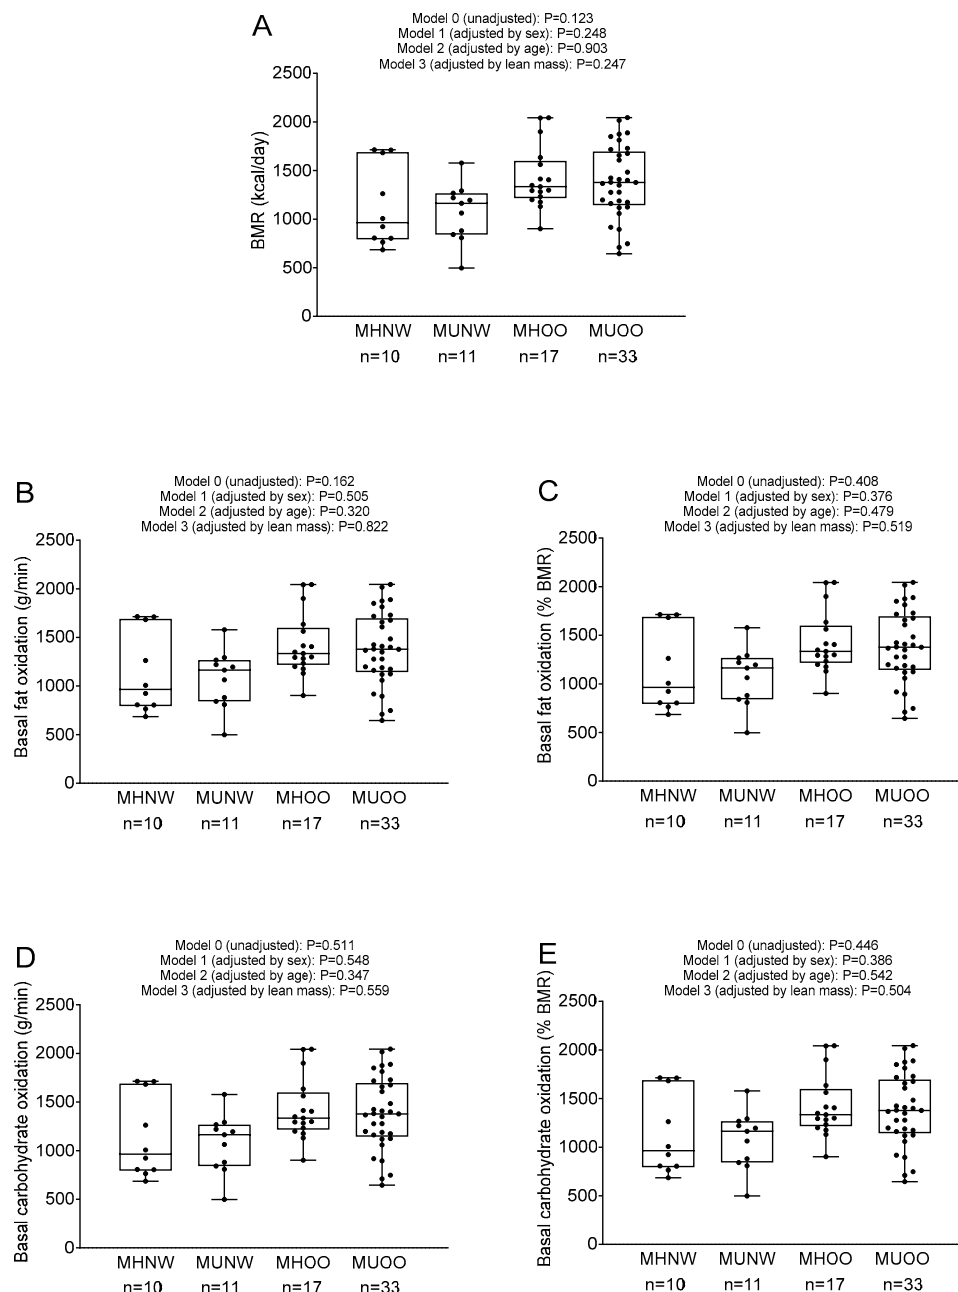 A
Model 0 (unadjusted): P=0.123
Model 1 (adjusted by sex): P=0.248
Model 2 (adjusted by age): P=0.903
Model 3 (adjusted by lean mass): P=0.247
BMR (kcal/day)
2500
2000
1500
1000
500
0
MHNW MUNW MHOO MUOO
n=10 n=11 n=17 n=33
B
Model 0 (unadjusted): P=0.162
Model 1 (adjusted by sex): P=0.505
Model 2 (adjusted by age): P=0.320
Model 3 (adjusted by lean mass): P=0.822
Basal fat oxidation (g/min)
2500
2000
1500
1000
500
0
MHNW MUNW MHOO MUOO
n=10 n=11 n=17 n=33
C
Model 0 (unadjusted): P=0.408
Model 1 (adjusted by sex): P=0.376
Model 2 (adjusted by age): P=0.479
Model 3 (adjusted by lean mass): P=0.519
Basal fat oxidation (% BMR)
2500
2000
1500
1000
500
0
MHNW MUNW MHOO MUOO
n=10 n=11 n=17 n=33
D
Model 0 (unadjusted): P=0.511
Model 1 (adjusted by sex): P=0.548
Model 2 (adjusted by age): P=0.347
Model 3 (adjusted by lean mass): P=0.559
Basal carbohydrate oxidation (g/min)
2500
2000
1500
1000
500
0
MHNW MUNW MHOO MUOO
n=10 n=11 n=17 n=33
E
Model 0 (unadjusted): P=0.446
Model 1 (adjusted by sex): P=0.386
Model 2 (adjusted by age): P=0.542
Model 3 (adjusted by lean mass): P=0.504
Basal carbohydrate oxidation (% BMR)
2500
2000
1500
1000
500
0
MHNW MUNW MHOO MUOO
n=10 n=11 n=17 n=33